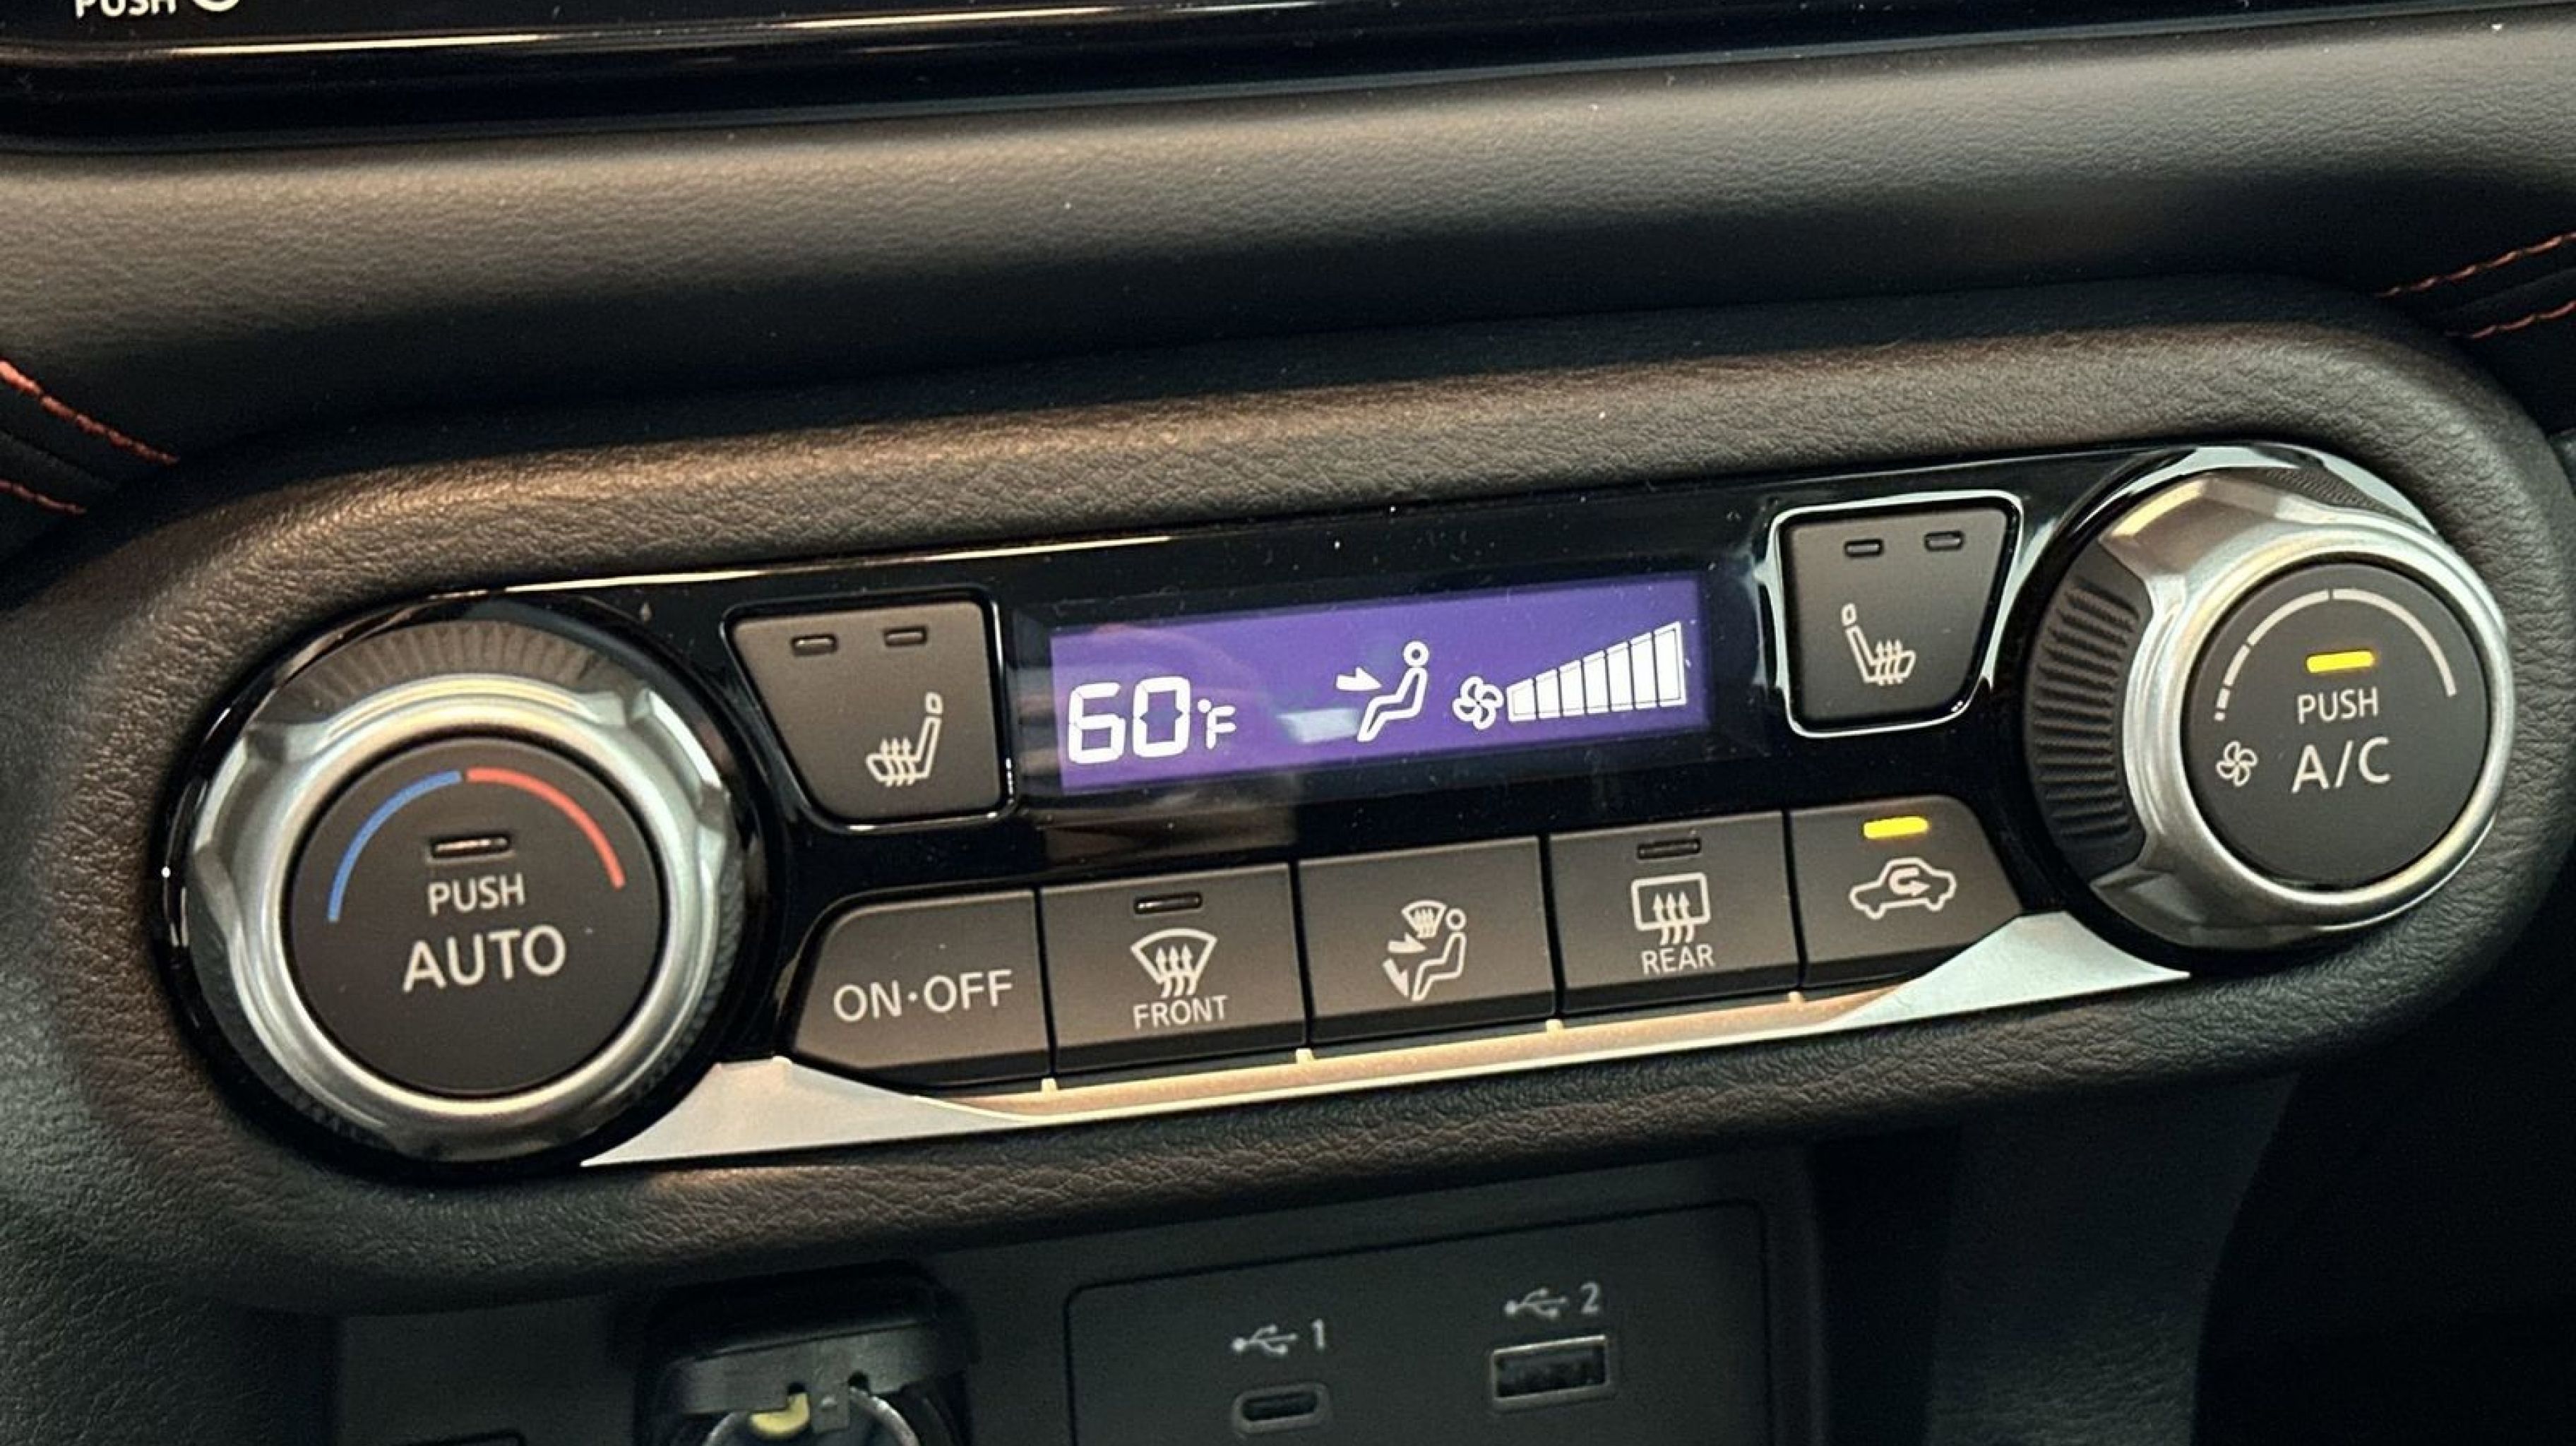 PUSH
60°F
PUSH
A/C
PUSH
AUTO
ON·OFF
FRONT
REAR
1
2